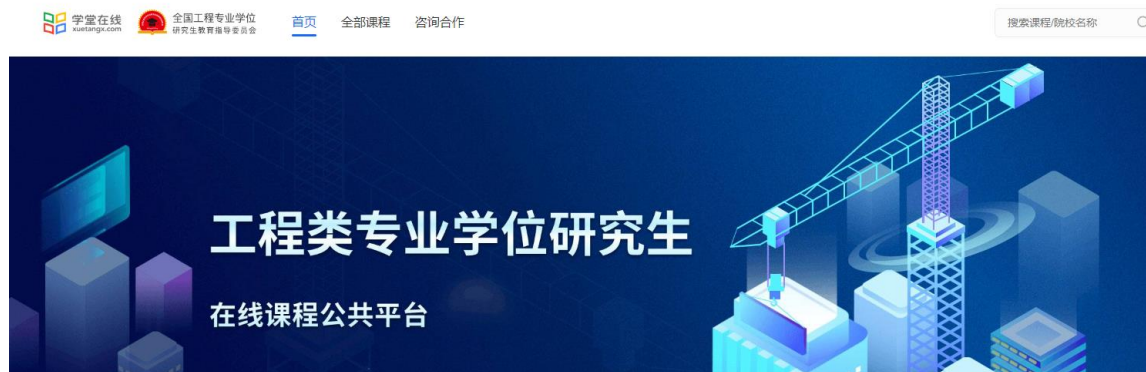 学堂在线
xuetangx.com
全国工程专业学位
研究生教育指导委员会
首页
全部课程
咨询合作
搜索课程/院校名称
工程类专业学位研究生
在线课程公共平台